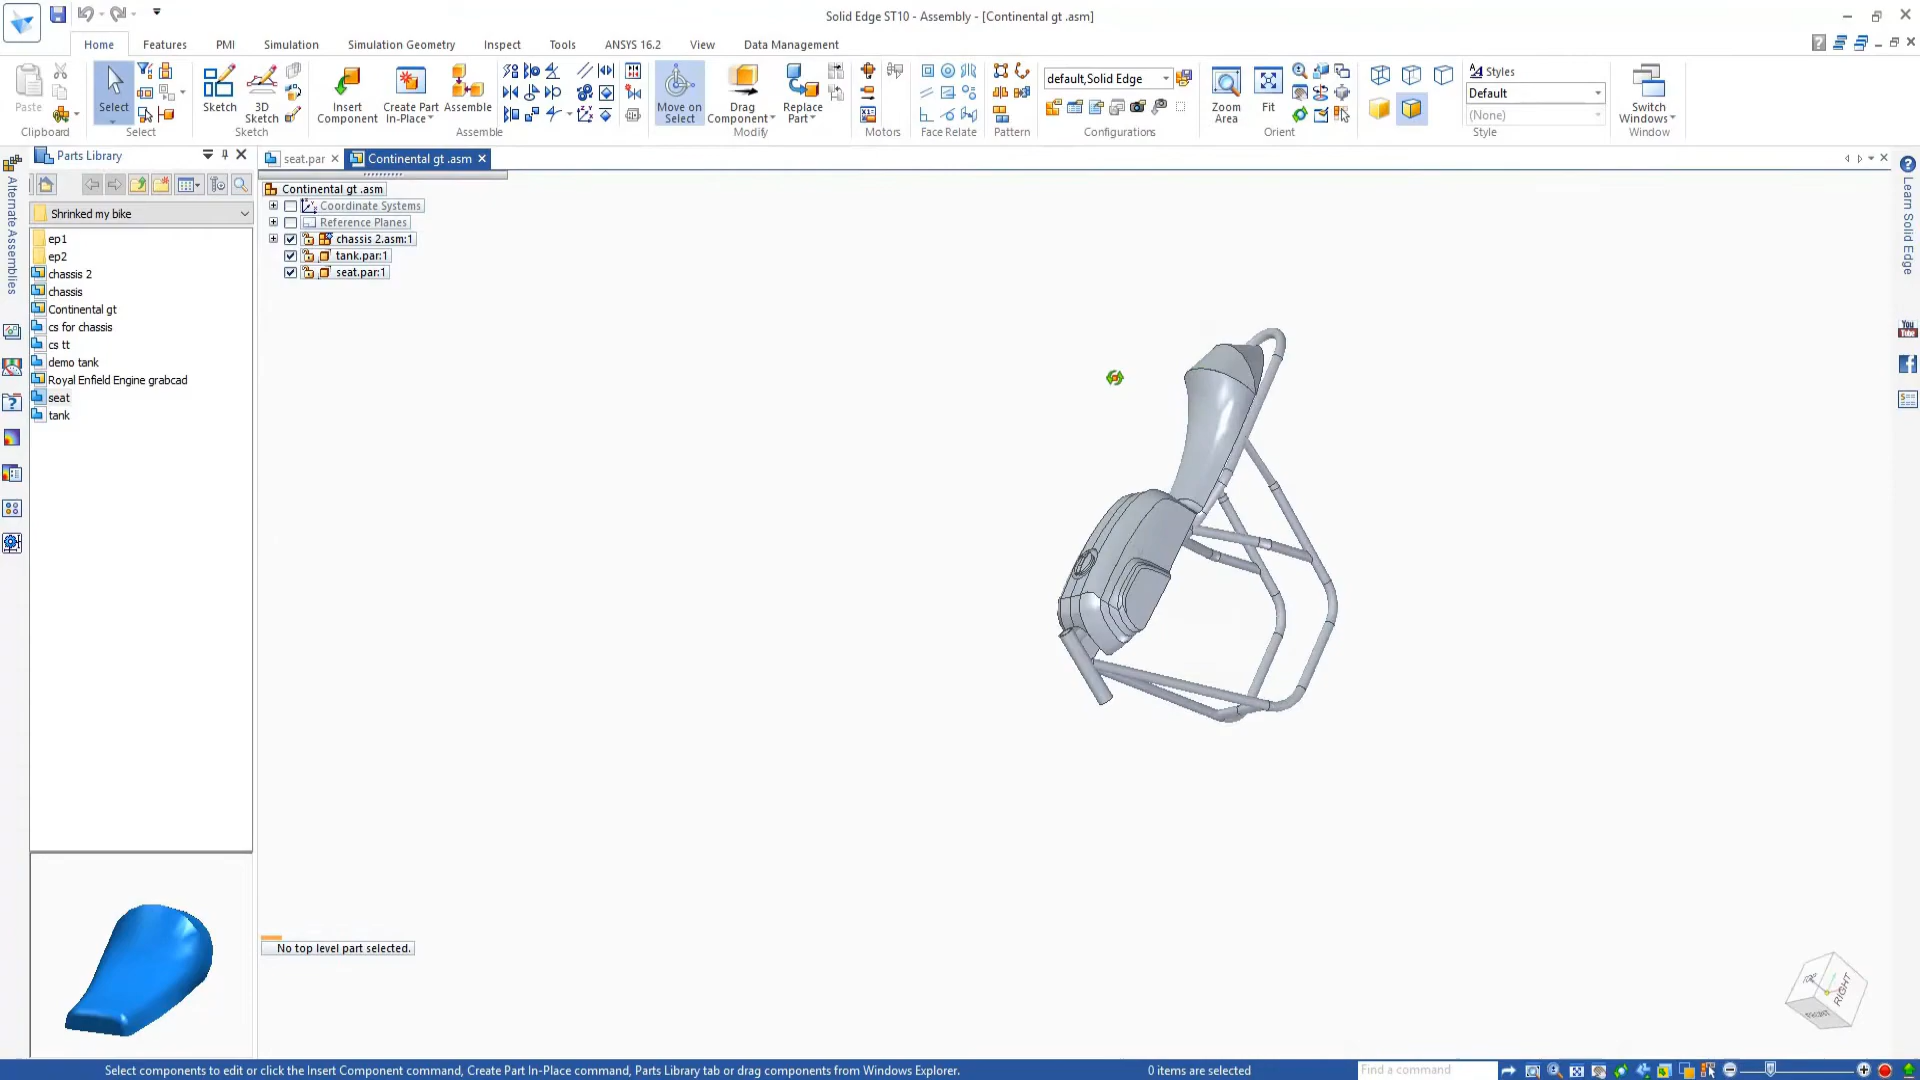 Solid Edge ST10 - Assembly - [Continental gt .asm]
Home Features PMI Simulation Simulation Geometry Inspect Tools ANSYS 16.2 View Data Management
Paste
Clipboard
Select
Select
Sketch
3D Sketch
Sketch
Insert Component
Create Part In-Place
Assemble
Assemble
Move on Select
Drag Component
Replace Part
Modify
Motors
Face Relate
Pattern
default,Solid Edge
Configurations
Zoom Area
Fit
Orient
Styles
Default
(None)
Style
Switch Windows
Window
Parts Library
Shrinked my bike
ep1
ep2
chassis 2
chassis
Continental gt
cs for chassis
cs tt
demo tank
Royal Enfield Engine grabcad
seat
tank
Alternate Assemblies
seat.par
Continental gt .asm
Continental gt .asm
Coordinate Systems
Reference Planes
chassis 2.asm:1
tank.par:1
seat.par:1
No top level part selected.
Learn Solid Edge
You Tube
RIGHT
FRONT
Select components to edit or click the Insert Component command, Create Part In-Place command, Parts Library tab or drag components from Windows Explorer.
0 items are selected
Find a command